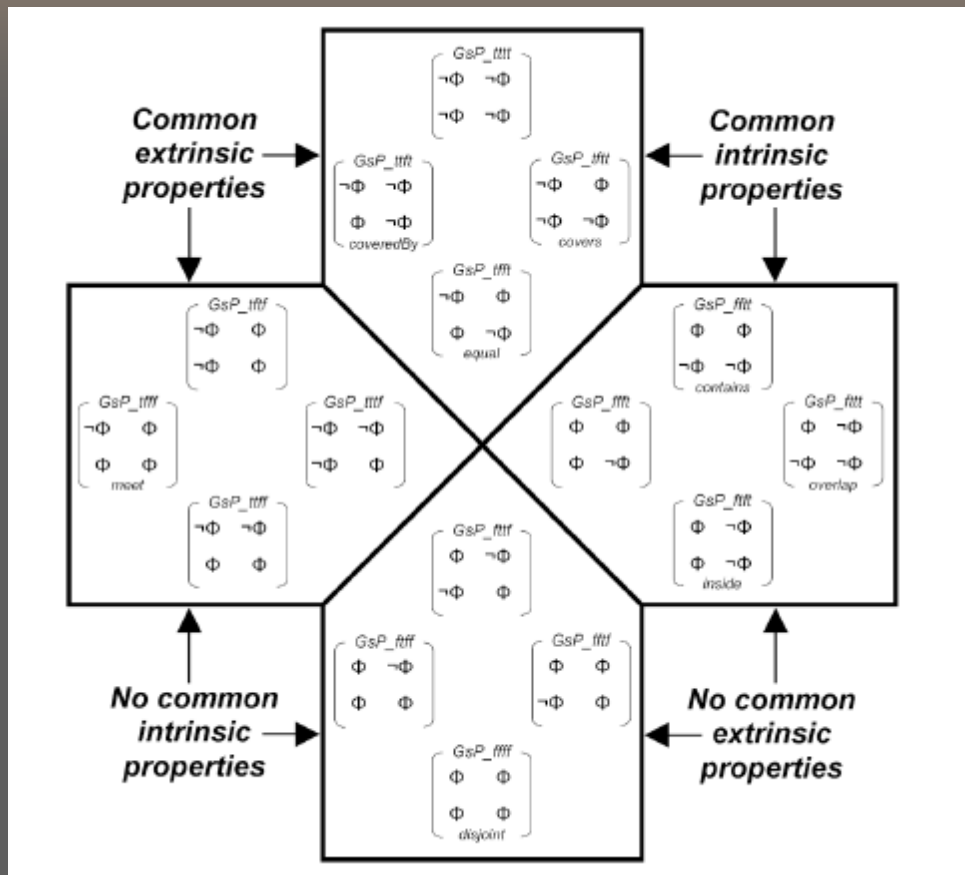 GsP_tttt
¬Φ ¬Φ
¬Φ ¬Φ
Common
extrinsic
properties
Common
intrinsic
properties
GsP_ttft
¬Φ ¬Φ
Φ ¬Φ
coveredBy
GsP_tftt
¬Φ Φ
¬Φ ¬Φ
covers
GsP_tfft
¬Φ Φ
Φ ¬Φ
equal
GsP_tftf
¬Φ Φ
¬Φ Φ
GsP_tfff
¬Φ Φ
Φ Φ
meet
GsP_tttf
¬Φ ¬Φ
¬Φ Φ
GsP_ttff
¬Φ ¬Φ
Φ Φ
GsP_fftt
Φ Φ
¬Φ ¬Φ
contains
GsP_ffft
Φ Φ
Φ ¬Φ
GsP_fttt
Φ ¬Φ
¬Φ ¬Φ
overlap
GsP_ftft
Φ ¬Φ
Φ ¬Φ
inside
GsP_fttf
Φ ¬Φ
¬Φ Φ
GsP_ftff
Φ ¬Φ
Φ Φ
GsP_fftf
Φ Φ
¬Φ Φ
GsP_ffff
Φ Φ
Φ Φ
disjoint
No common
intrinsic
properties
No common
extrinsic
properties